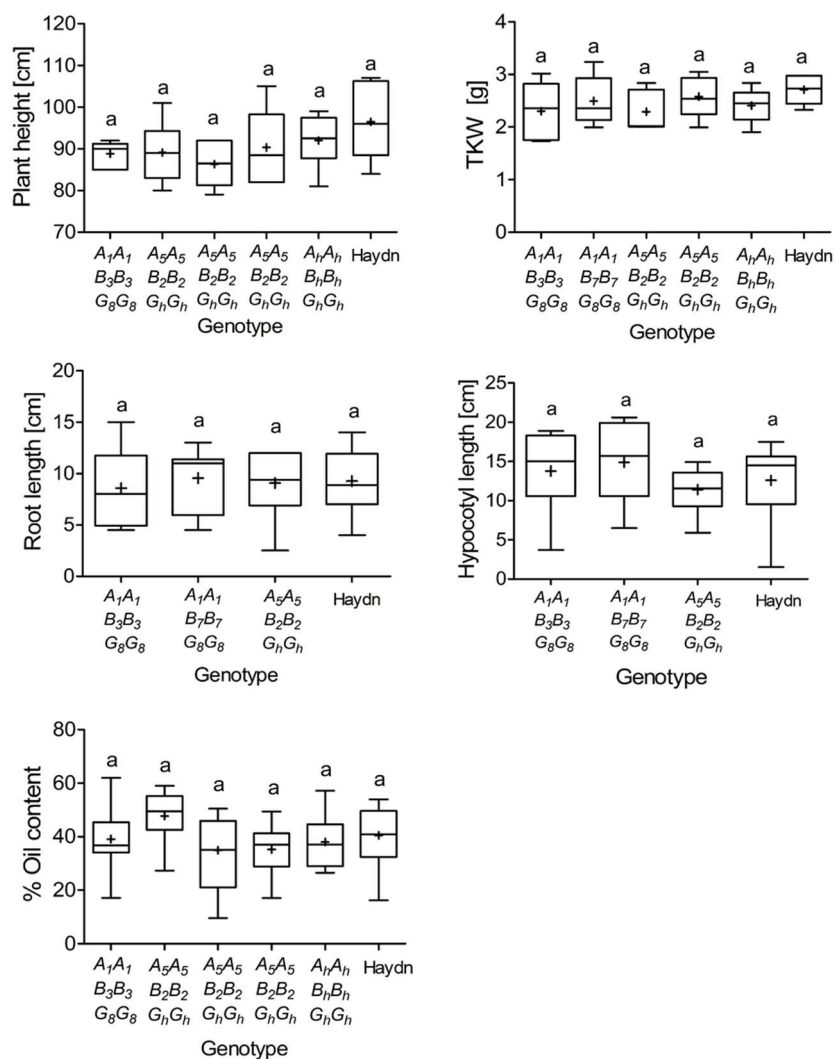 Plant height [cm]
120
110
100
90
80
70
a a a a a a
A₁A₁ A₅A₅ A₅A₅ A₅A₅ AₕAₕ Haydn
B₃B₃ B₂B₂ B₂B₂ B₂B₂ BₕBₕ
G₈G₈ GₕGₕ GₕGₕ GₕGₕ GₕGₕ
Genotype
TKW [g]
4
3
2
1
0
a a a a a a
A₁A₁ A₁A₁ A₅A₅ A₅A₅ AₕAₕ Haydn
B₃B₃ B₇B₇ B₂B₂ B₂B₂ BₕBₕ
G₈G₈ G₈G₈ GₕGₕ GₕGₕ GₕGₕ
Genotype
Root length [cm]
20
15
10
5
0
a a a a
A₁A₁ A₁A₁ A₅A₅ Haydn
B₃B₃ B₇B₇ B₂B₂
G₈G₈ G₈G₈ GₕGₕ
Genotype
Hypocotyl length [cm]
25
20
15
10
5
0
a a a a
A₁A₁ A₁A₁ A₅A₅ Haydn
B₃B₃ B₇B₇ B₂B₂
G₈G₈ G₈G₈ GₕGₕ
Genotype
% Oil content
80
60
40
20
0
a a a a a a
A₁A₁ A₅A₅ A₅A₅ A₅A₅ AₕAₕ Haydn
B₃B₃ B₂B₂ B₂B₂ B₂B₂ BₕBₕ
G₈G₈ GₕGₕ GₕGₕ GₕGₕ GₕGₕ
Genotype